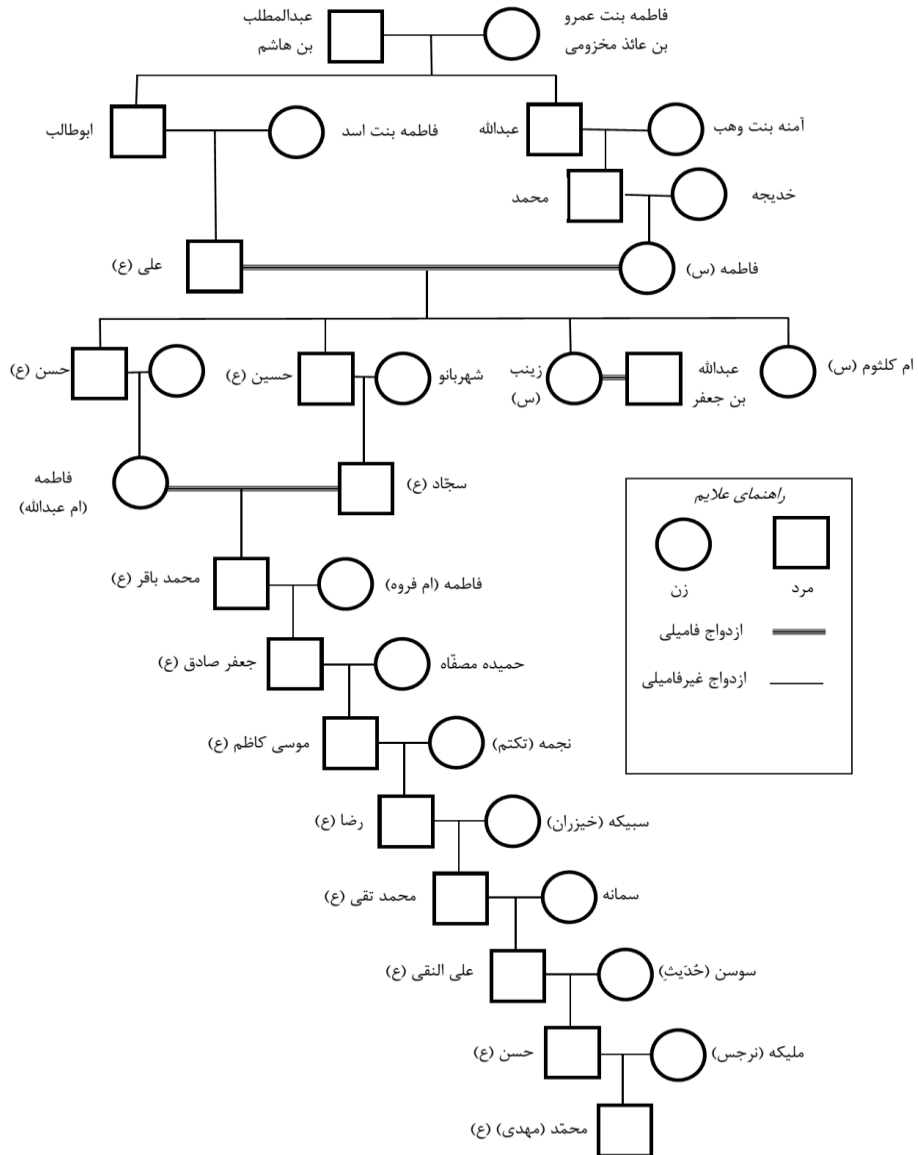 فاطمه بنت عمرو
بن عائذ مخزومی
عبدالمطلب
بن هاشم
آمنه بنت وهب
عبدالله
فاطمه بنت اسد
ابوطالب
خدیجه
محمد
فاطمه (س)
علی (ع)
ام کلثوم (س)
عبدالله
بن جعفر
زینب
(س)
شهربانو
حسین (ع)
حسن (ع)
سجّاد (ع)
فاطمه
(ام عبدالله)
راهنمای علایم
مرد
زن
ازدواج فامیلی
ازدواج غیرفامیلی
فاطمه (ام فروه)
محمد باقر (ع)
حمیده مصفّاه
جعفر صادق (ع)
نجمه (تکتم)
موسی کاظم (ع)
سبیکه (خیزران)
رضا (ع)
سمانه
محمد تقی (ع)
سوسن (حُدَیثِ)
علی النقی (ع)
ملیکه (نرجس)
حسن (ع)
محمّد (مهدی) (ع)